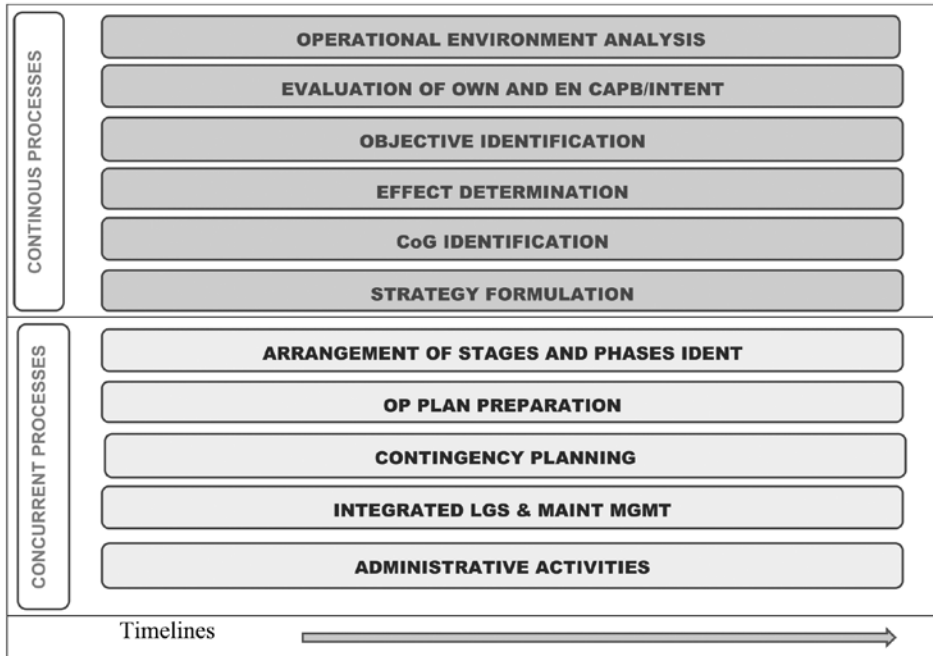 CONTINOUS PROCESSES
OPERATIONAL ENVIRONMENT ANALYSIS
EVALUATION OF OWN AND EN CAPB/INTENT
OBJECTIVE IDENTIFICATION
EFFECT DETERMINATION
CoG IDENTIFICATION
STRATEGY FORMULATION
CONCURRENT PROCESSES
ARRANGEMENT OF STAGES AND PHASES IDENT
OP PLAN PREPARATION
CONTINGENCY PLANNING
INTEGRATED LGS & MAINT MGMT
ADMINISTRATIVE ACTIVITIES
Timelines